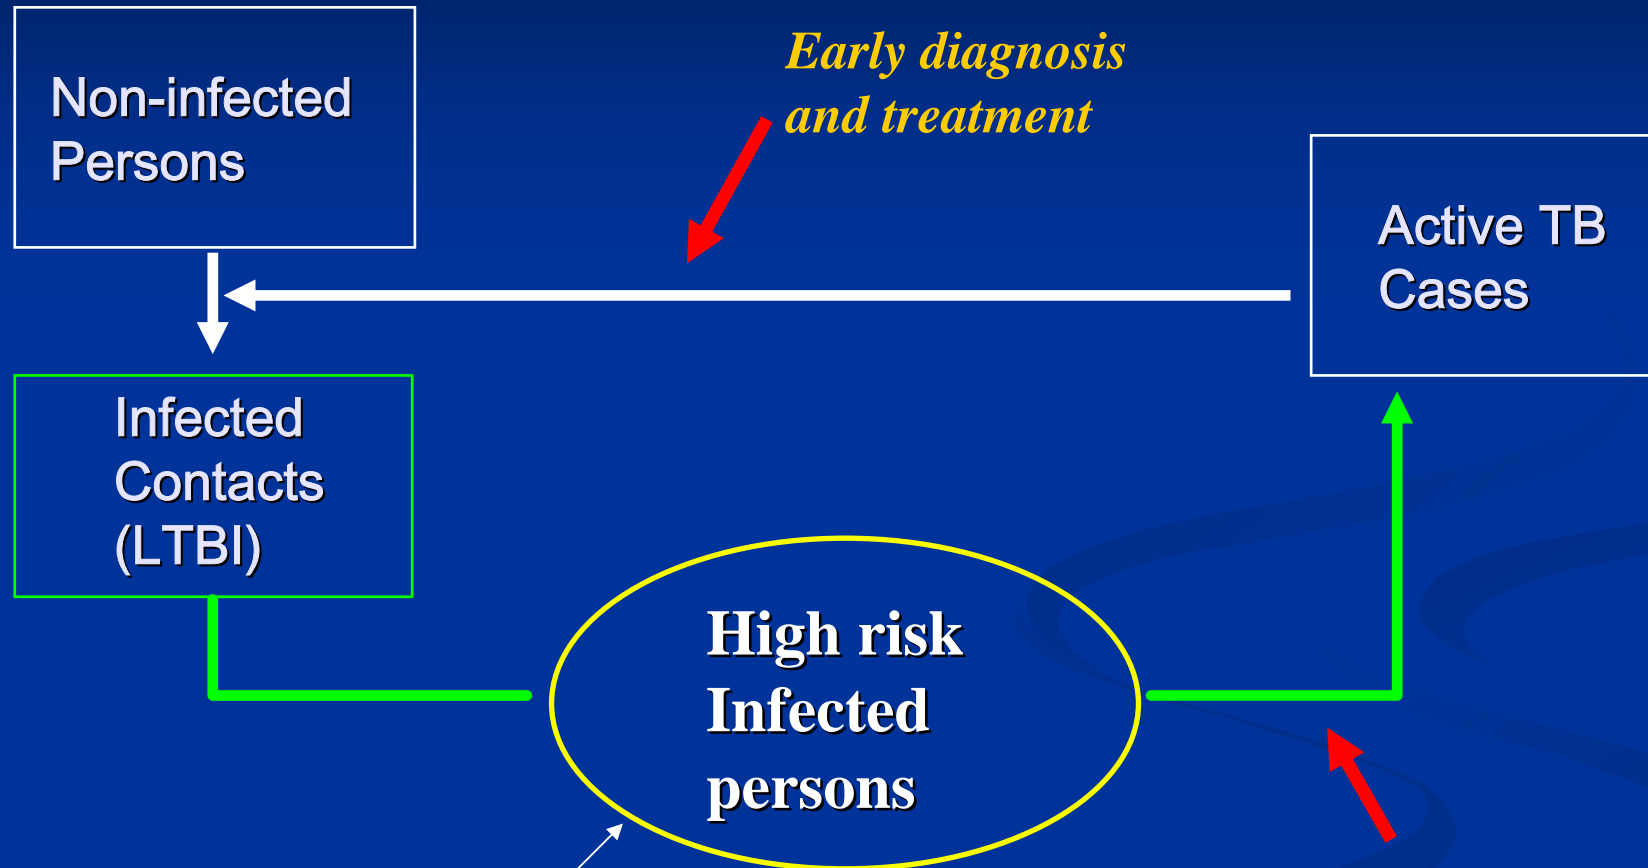 Non-infected
Persons
Early diagnosis
and treatment
Active TB
Cases
Infected
Contacts
(LTBI)
High risk
Infected
persons